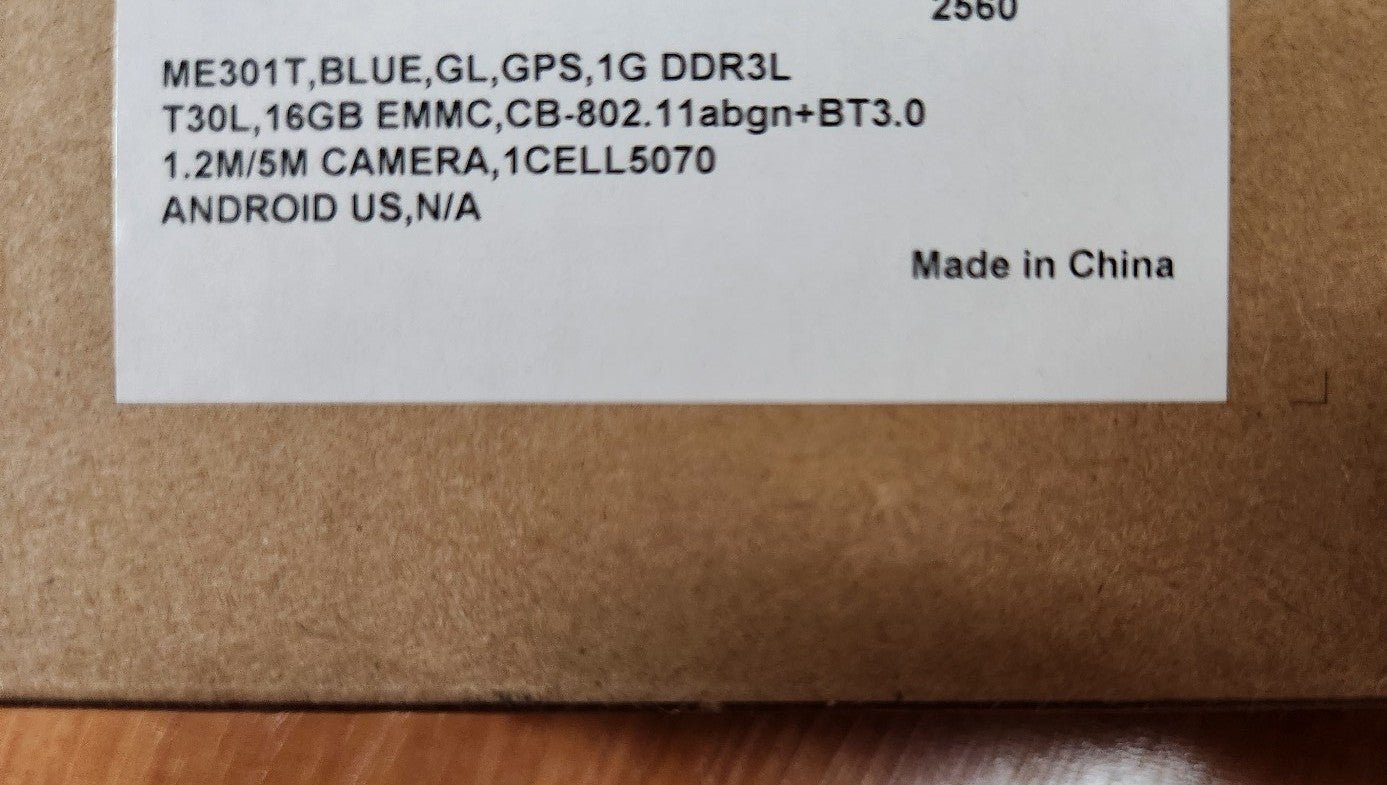 2560
ME301T,BLUE,GL,GPS,1G DDR3L
T30L,16GB EMMC,CB-802.11abgn+BT3.0
1.2M/5M CAMERA,1CELL5070
ANDROID US,N/A
Made in China